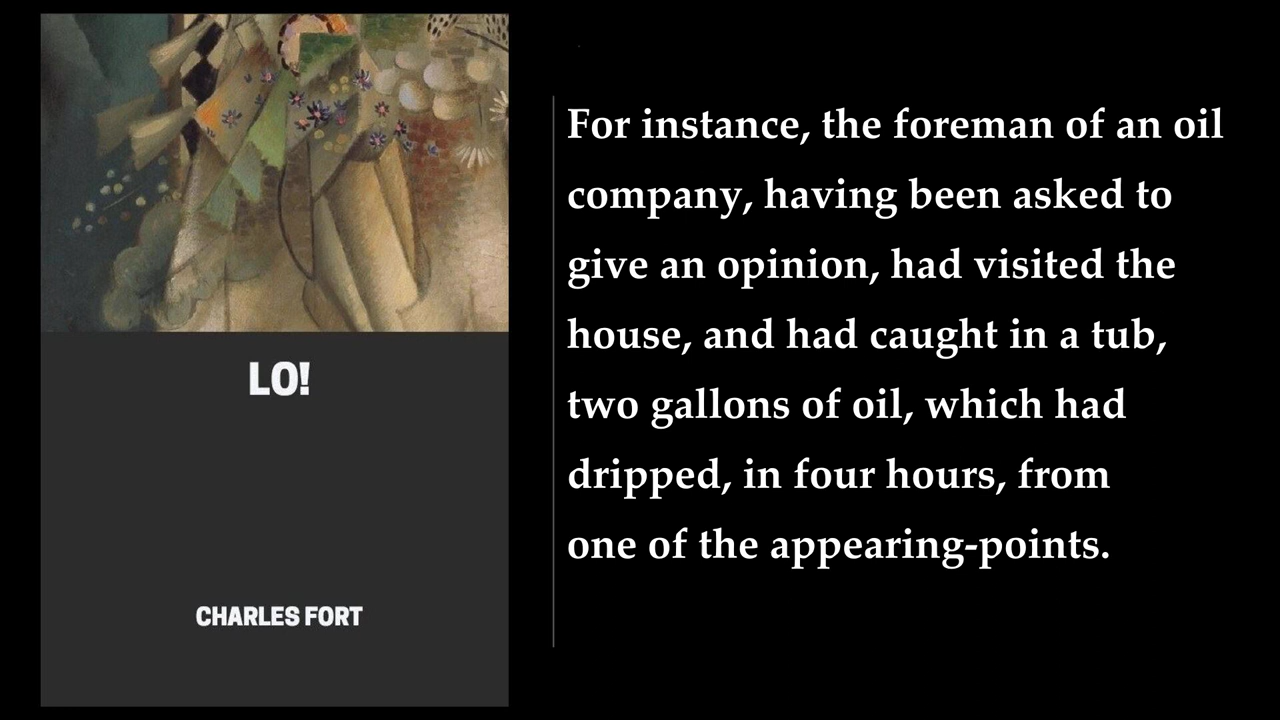 LO!
CHARLES FORT
For instance, the foreman of an oil
company, having been asked to
give an opinion, had visited the
house, and had caught in a tub,
two gallons of oil, which had
dripped, in four hours, from
one of the appearing-points.